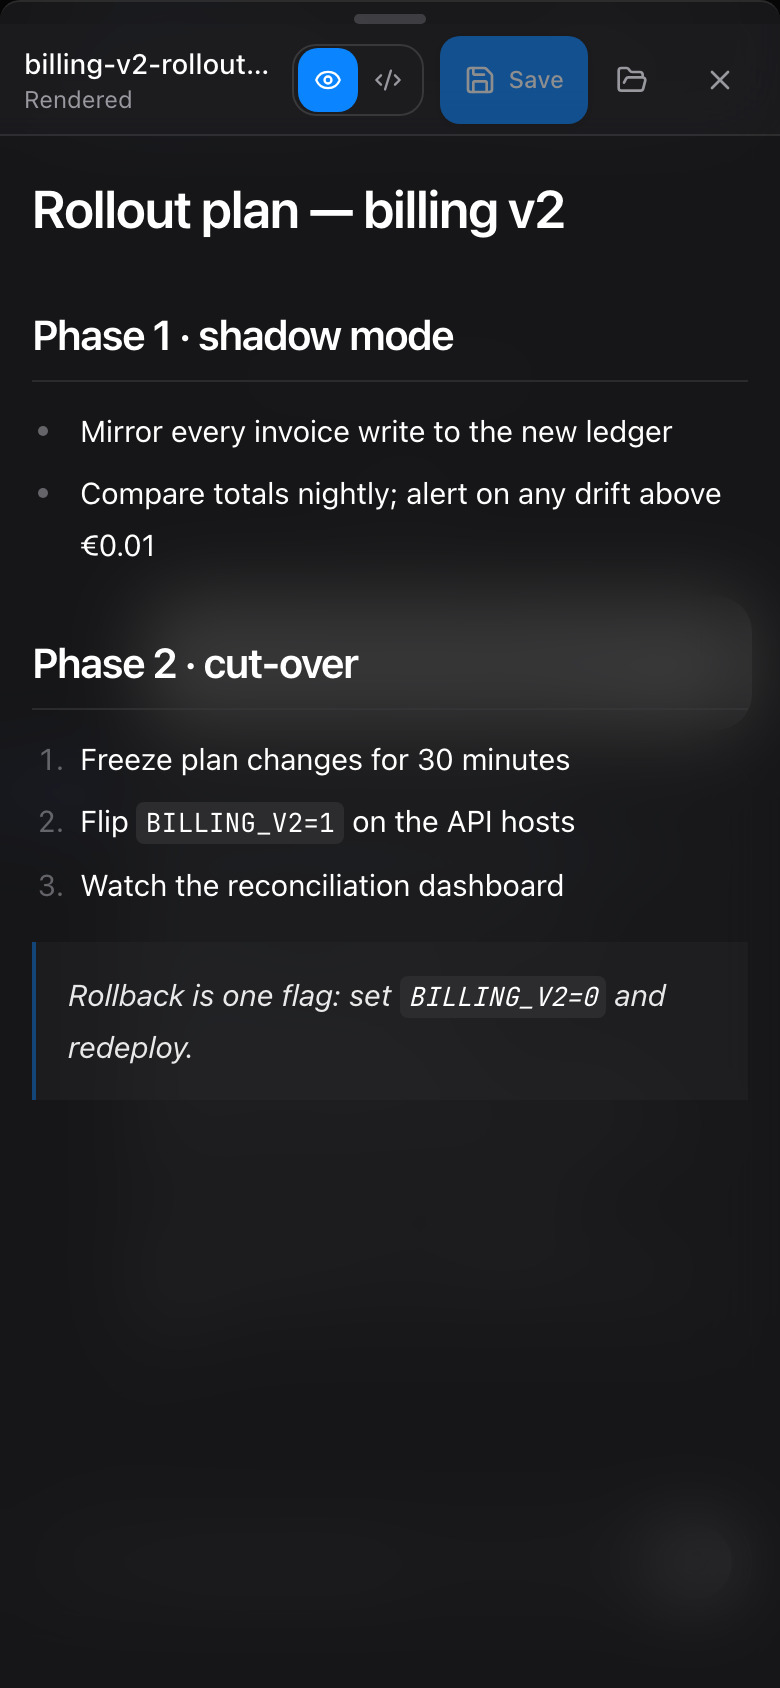 billing-v2-rollout...
Rendered
Save
Rollout plan — billing v2
Phase 1 · shadow mode
• Mirror every invoice write to the new ledger
• Compare totals nightly; alert on any drift above
€0.01
Phase 2 · cut-over
1. Freeze plan changes for 30 minutes
2. Flip BILLING_V2=1 on the API hosts
3. Watch the reconciliation dashboard
Rollback is one flag: set BILLING_V2=0 and
redeploy.